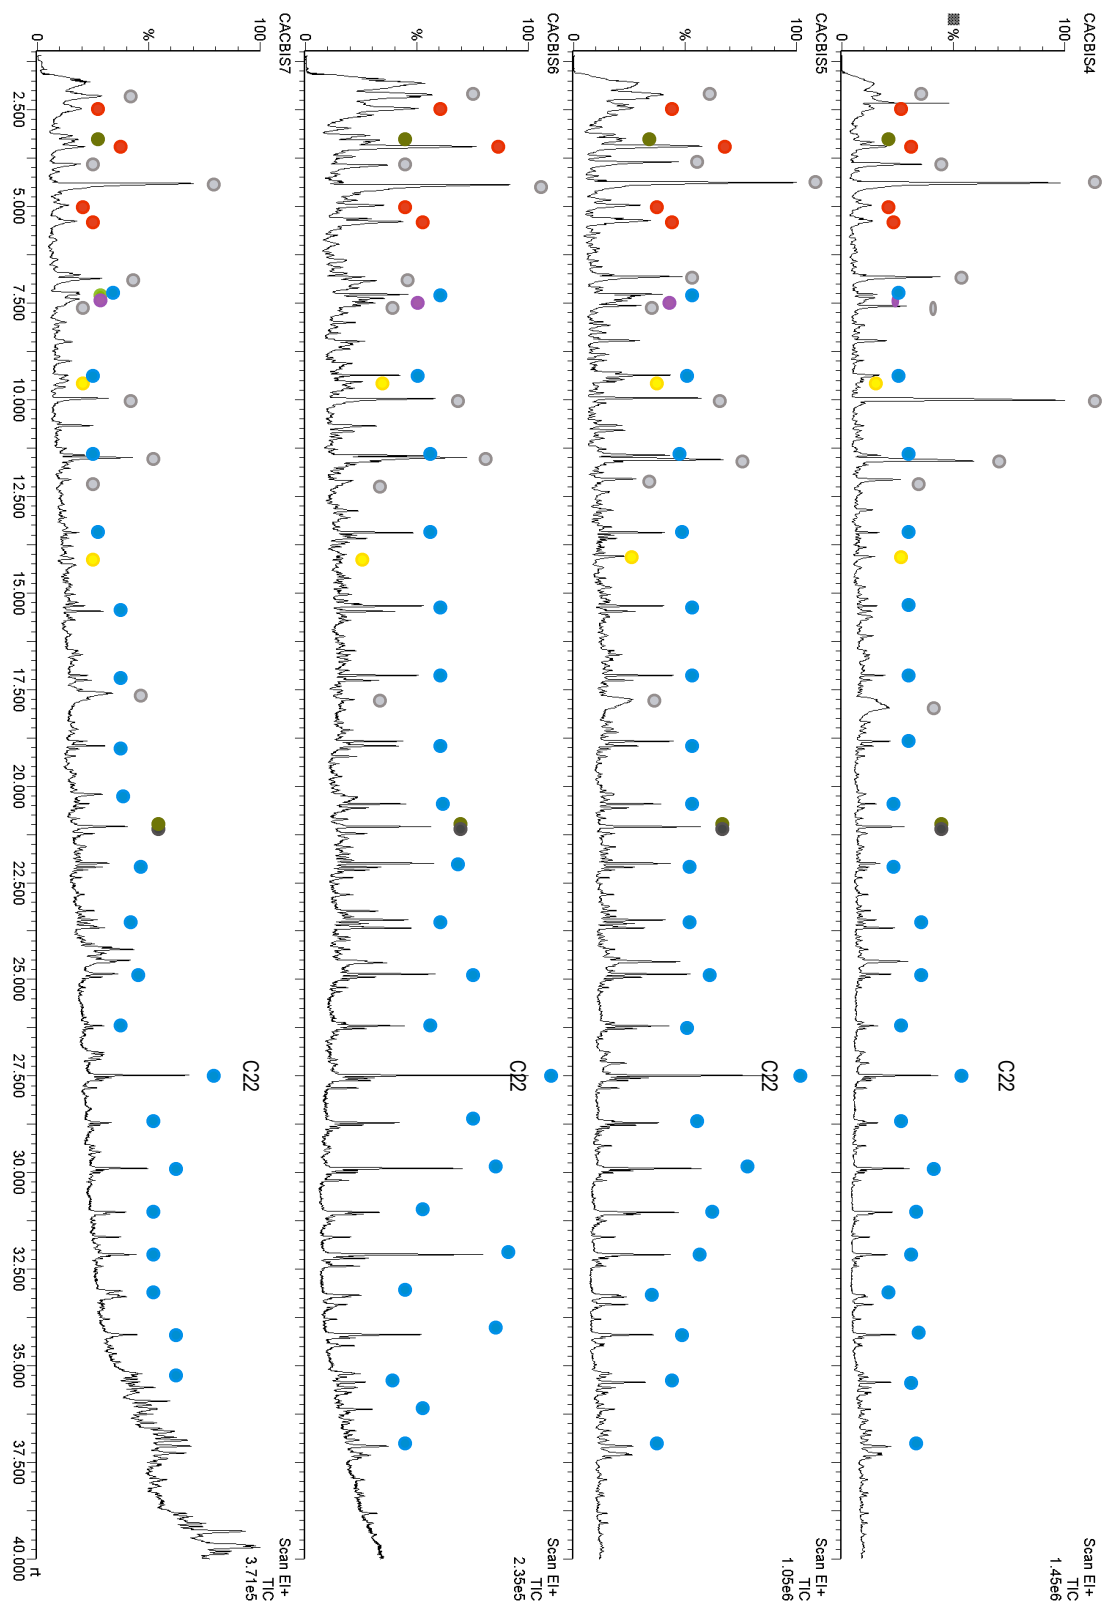 CACBIS4
Scan EI+
TIC
1.45e6
100
C22
%
0
CACBIS5
Scan EI+
TIC
1.05e6
100
C22
%
0
CACBIS6
Scan EI+
TIC
2.35e5
100
C22
%
0
CACBIS7
Scan EI+
TIC
3.71e5
100
C22
%
0
rt
2.500 5.000 7.500 10.000 12.500 15.000 17.500 20.000 22.500 25.000 27.500 30.000 32.500 35.000 37.500 40.000